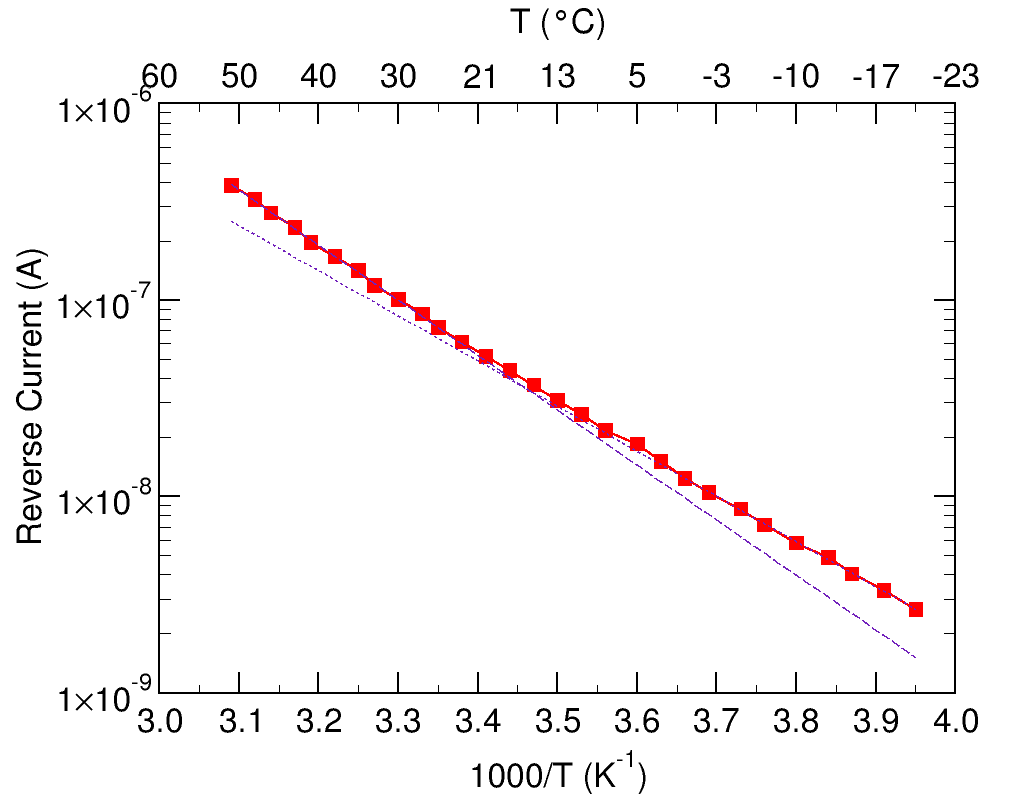 T (°C)
60 50 40 30 21 13 5 -3 -10 -17 -23
1×10⁻⁶
1×10⁻⁷
1×10⁻⁸
1×10⁻⁹
Reverse Current (A)
3.0 3.1 3.2 3.3 3.4 3.5 3.6 3.7 3.8 3.9 4.0
1000/T (K⁻¹)